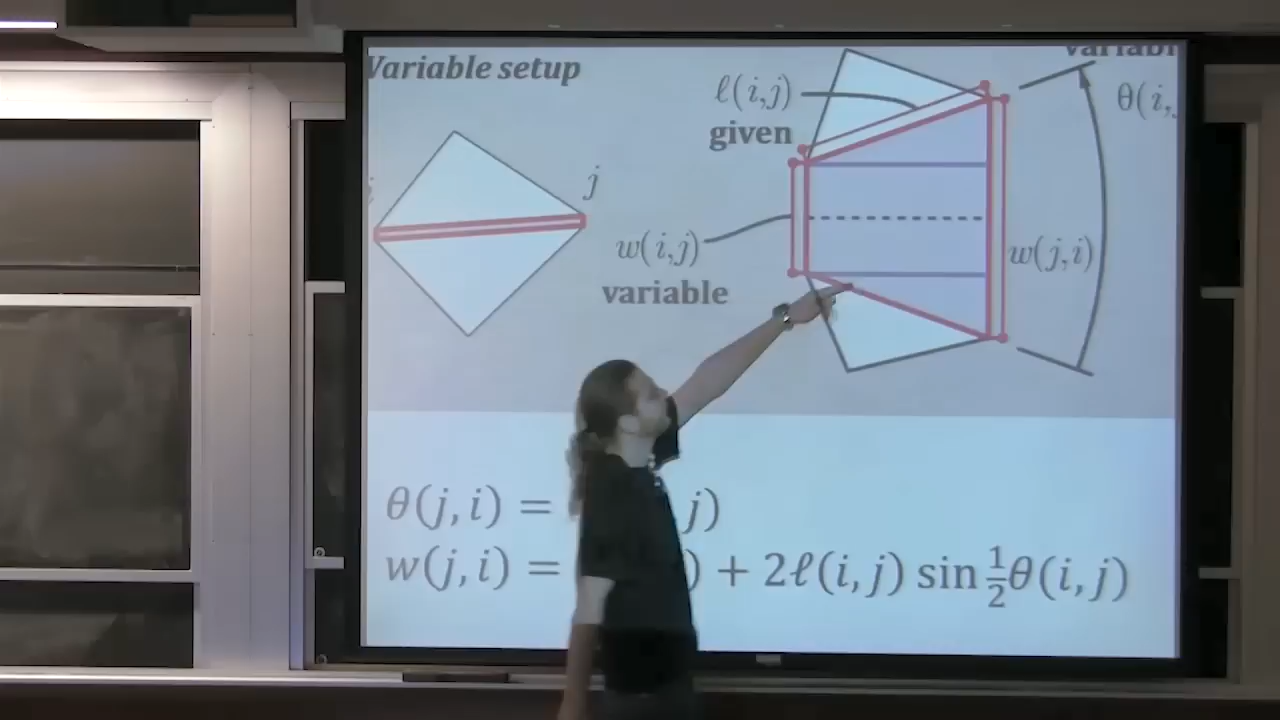 Variable setup
ℓ(i,j)
given
θ(i,
j
w(i,j)
variable
w(j,i)
θ(j,i) = j)
w(j,i) = ) + 2ℓ(i,j) sin ½θ(i,j)